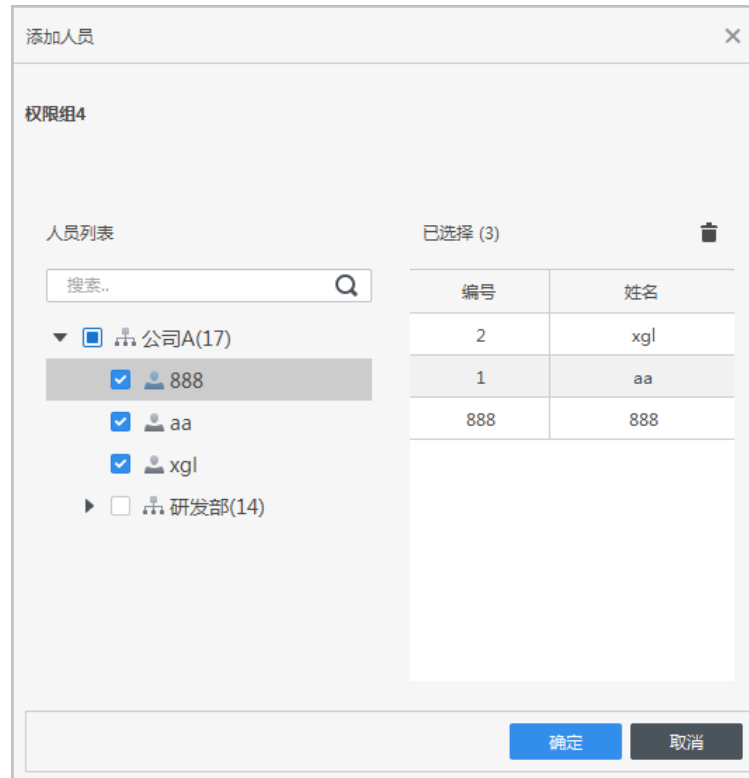 添加人员
权限组4
人员列表
搜索..
公司A(17)
888
aa
xgl
研发部(14)
已选择 (3)
编号 姓名
2 xgl
1 aa
888 888
确定 取消